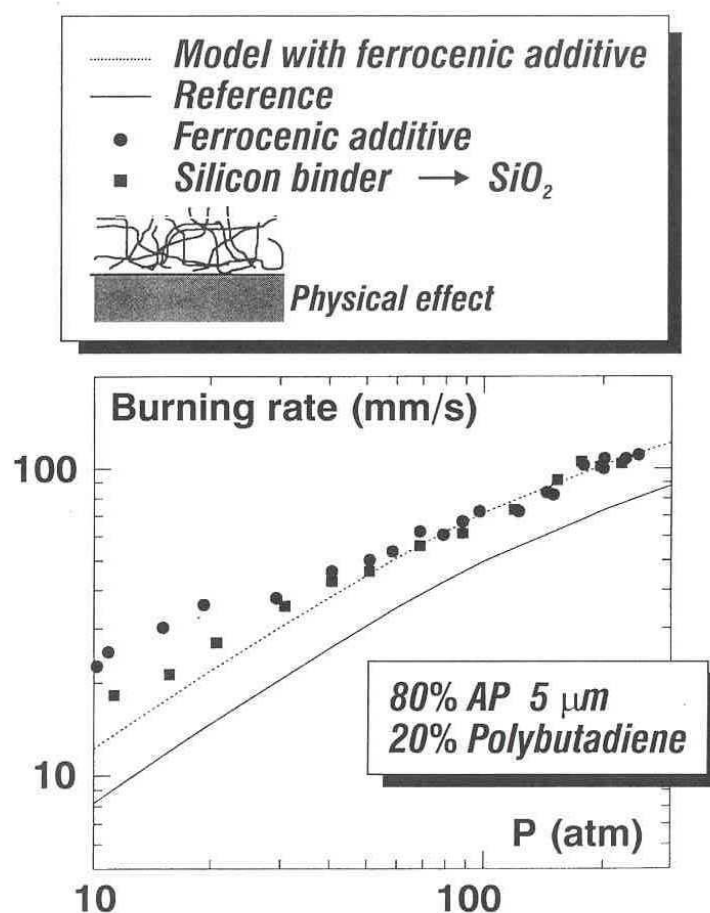 Model with ferrocenic additive
Reference
Ferrocenic additive
Silicon binder → SiO₂
Physical effect
Burning rate (mm/s)
100
80% AP 5 μm
20% Polybutadiene
10
P (atm)
10 100